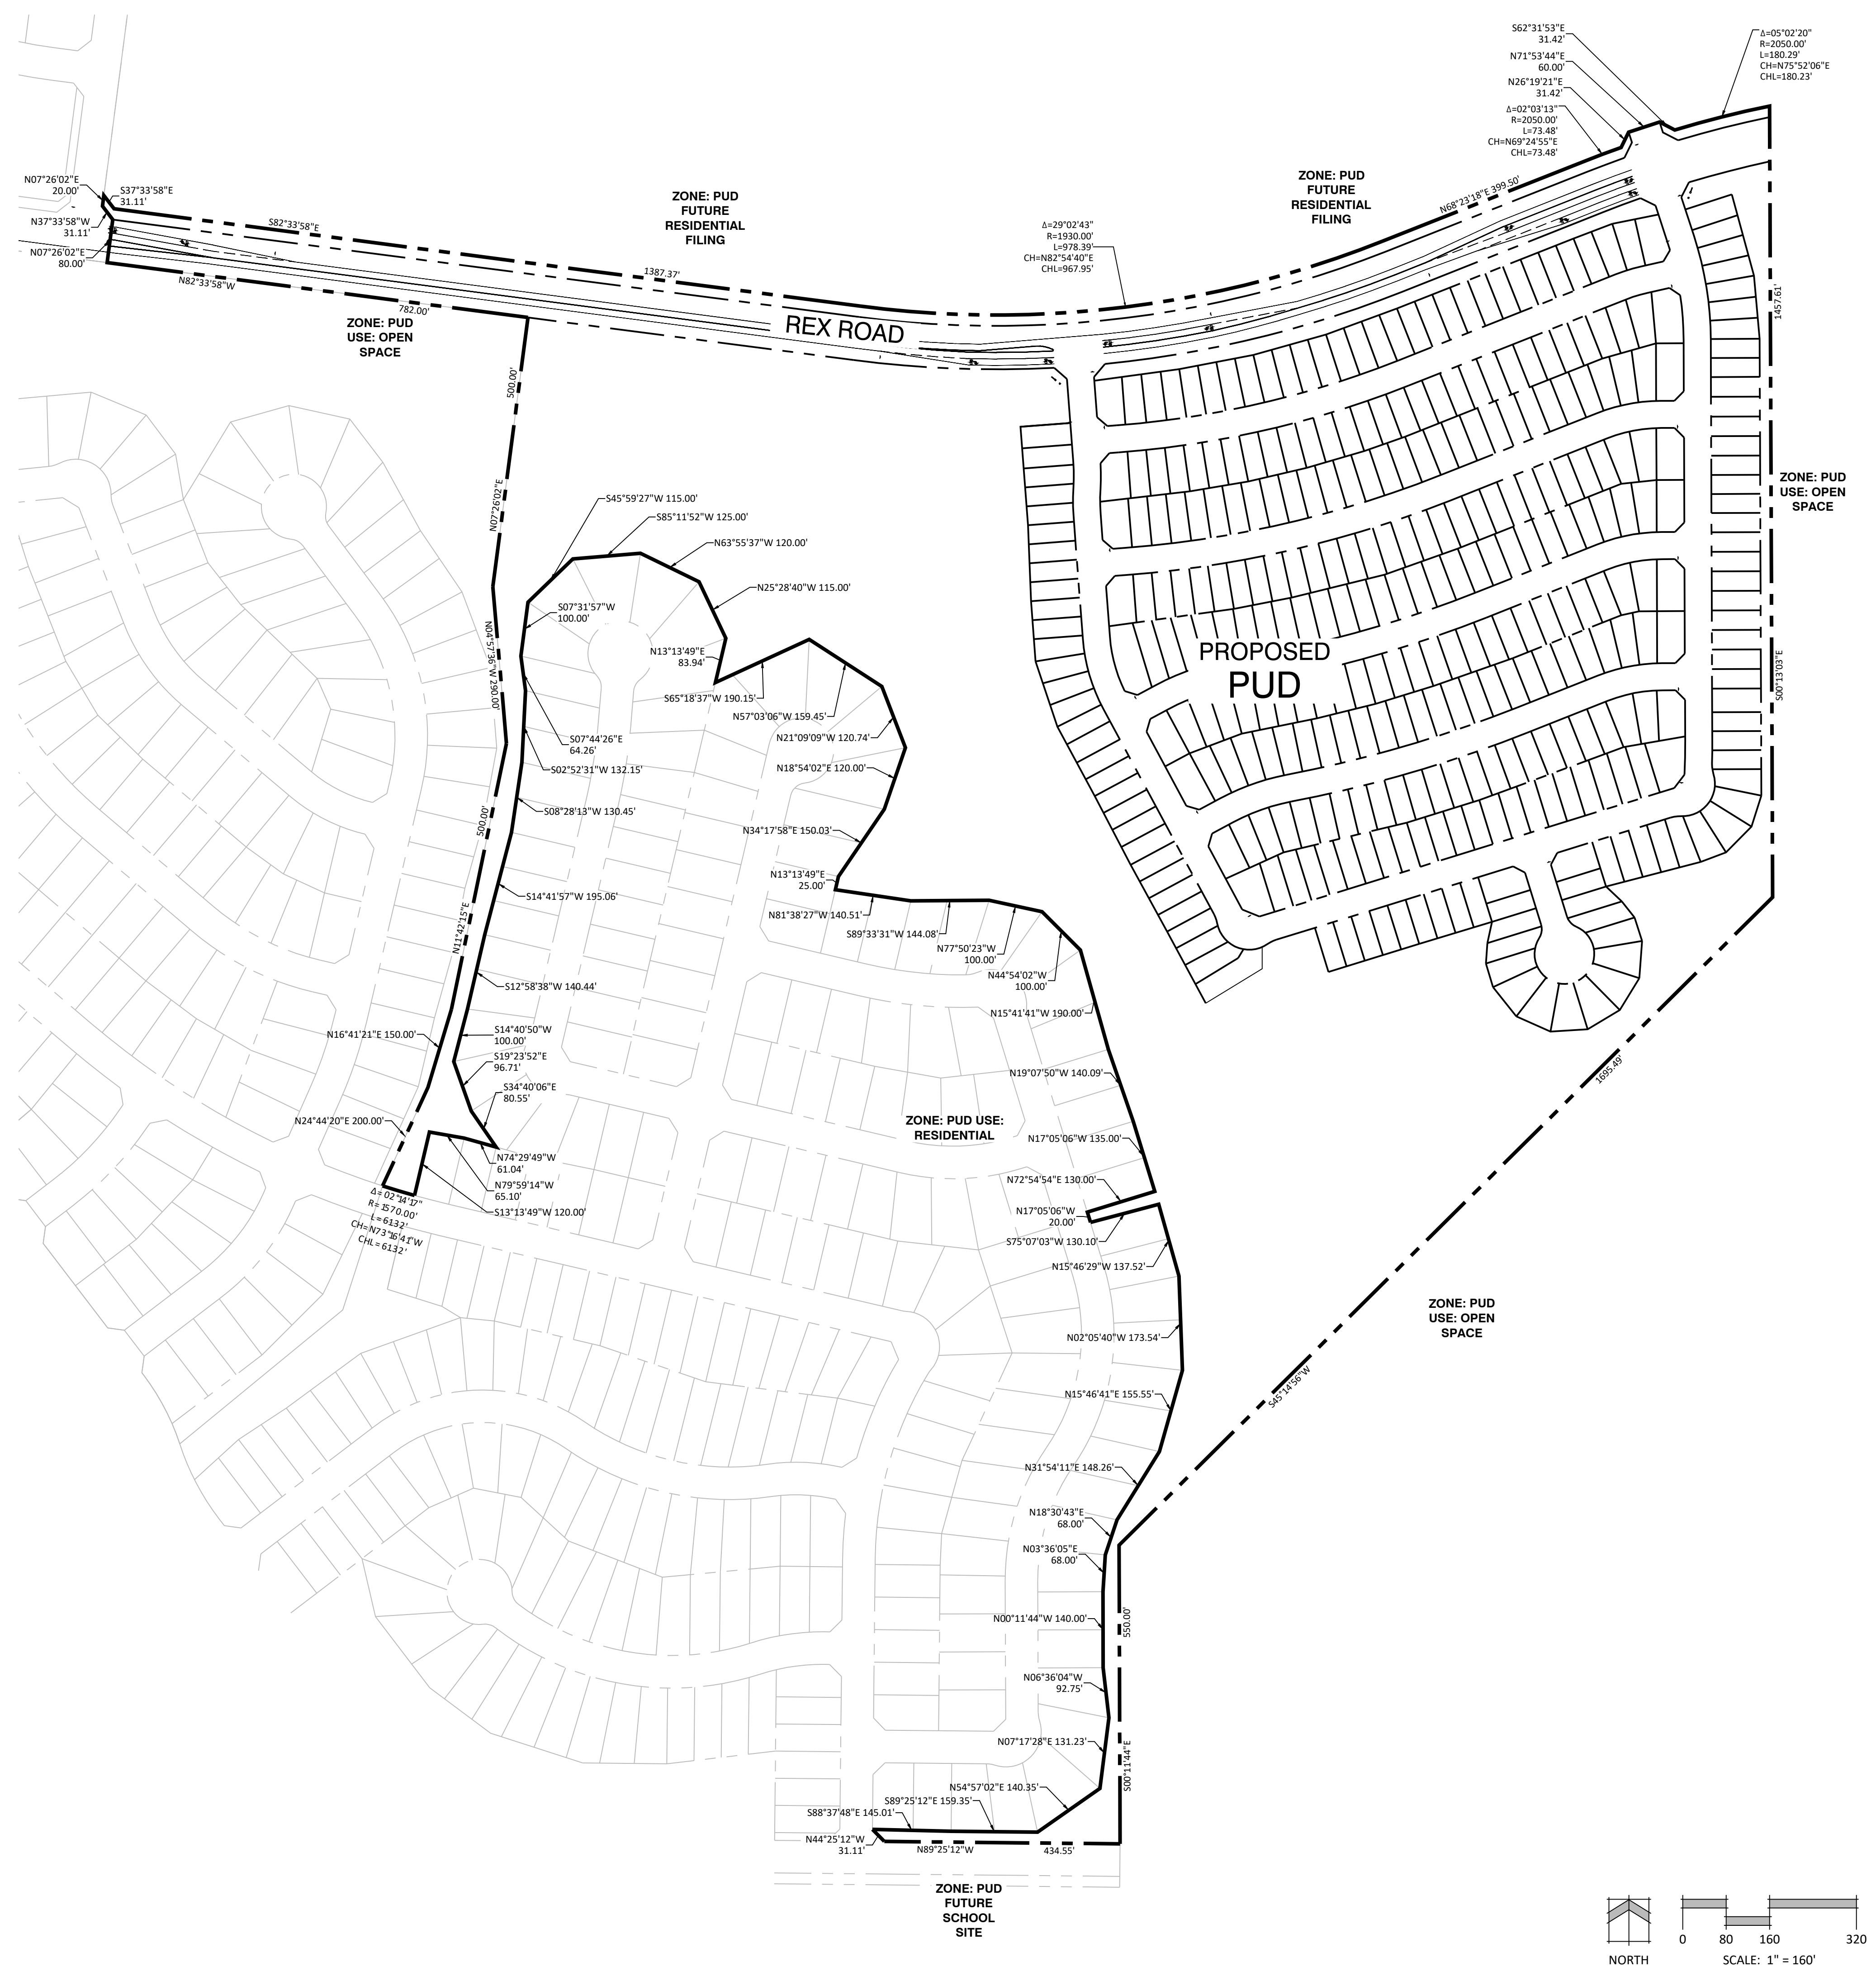 S62°31'53"E
31.42'
N71°53'44"E
60.00'
N26°19'21"E
31.42'
Δ=02°03'13"
R=2050.00'
L=73.48'
CH=N69°24'55"E
CHL=73.48'
Δ=05°02'20"
R=2050.00'
L=180.29'
CH=N75°52'06"E
CHL=180.23'
N07°26'02"E
20.00'
S37°33'58"E
31.11'
N37°33'58"W
31.11'
N07°26'02"E
80.00'
S82°33'58"E
1387.37'
N82°33'58"W
782.00'
ZONE: PUD
FUTURE
RESIDENTIAL
FILING
ZONE: PUD
FUTURE
RESIDENTIAL
FILING
N68°23'18"E 399.50'
Δ=29°02'43"
R=1930.00'
L=978.39'
CH=N82°54'40"E
CHL=967.95'
REX ROAD
ZONE: PUD
USE: OPEN
SPACE
1457.61'
S00°13'03"E
ZONE: PUD
USE: OPEN
SPACE
500.00'
N07°26'02"E
N04°57'36"W 290.00'
500.00'
N11°42'15"E
S45°59'27"W 115.00'
S85°11'52"W 125.00'
N63°55'37"W 120.00'
N25°28'40"W 115.00'
S07°31'57"W
100.00'
N13°13'49"E
83.94'
S65°18'37"W 190.15'
N57°03'06"W 159.45'
N21°09'09"W 120.74'
S07°44'26"E
64.26'
S02°52'31"W 132.15'
N18°54'02"E 120.00'
S08°28'13"W 130.45'
N34°17'58"E 150.03'
N13°13'49"E
25.00'
S14°41'57"W 195.06'
N81°38'27"W 140.51'
S89°33'31"W 144.08'
N77°50'23"W
100.00'
N44°54'02"W
100.00'
PROPOSED
PUD
S12°58'38"W 140.44'
N15°41'41"W 190.00'
N16°41'21"E 150.00'
S14°40'50"W
100.00'
S19°23'52"E
96.71'
N19°07'50"W 140.09'
S34°40'06"E
80.55'
N24°44'20"E 200.00'
ZONE: PUD USE:
RESIDENTIAL
N17°05'06"W 135.00'
N74°29'49"W
61.04'
N79°59'14"W
65.10'
S13°13'49"W 120.00'
Δ=02°14'17"
R=1570.00'
L=61.32'
CH=N73°16'41"W
CHL=61.32'
N72°54'54"E 130.00'
N17°05'06"W
20.00'
S75°07'03"W 130.10'
N15°46'29"W 137.52'
1695.49'
S45°14'56"W
ZONE: PUD
USE: OPEN
SPACE
N02°05'40"W 173.54'
N15°46'41"E 155.55'
N31°54'11"E 148.26'
N18°30'43"E
68.00'
N03°36'05"E
68.00'
N00°11'44"W 140.00'
550.00'
S00°11'44"E
N06°36'04"W
92.75'
N07°17'28"E 131.23'
N54°57'02"E 140.35'
S89°25'12"E 159.35'
S88°37'48"E 145.01'
N44°25'12"W
31.11'
N89°25'12"W
434.55'
ZONE: PUD
FUTURE
SCHOOL
SITE
NORTH
0 80 160 320
SCALE: 1" = 160'